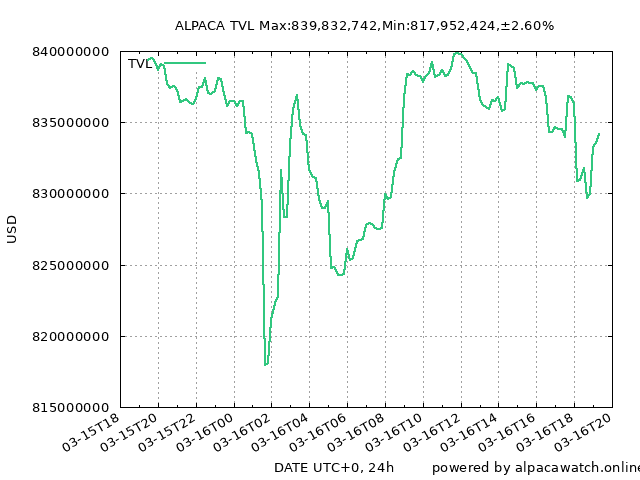 ALPACA TVL Max:839,832,742,Min:817,952,424,±2.60%
TVL
840000000
835000000
830000000
825000000
820000000
815000000
USD
03-15T18
03-15T20
03-15T22
03-16T00
03-16T02
03-16T04
03-16T06
03-16T08
03-16T10
03-16T12
03-16T14
03-16T16
03-16T18
03-16T20
DATE UTC+0, 24h
powered by alpacawatch.online